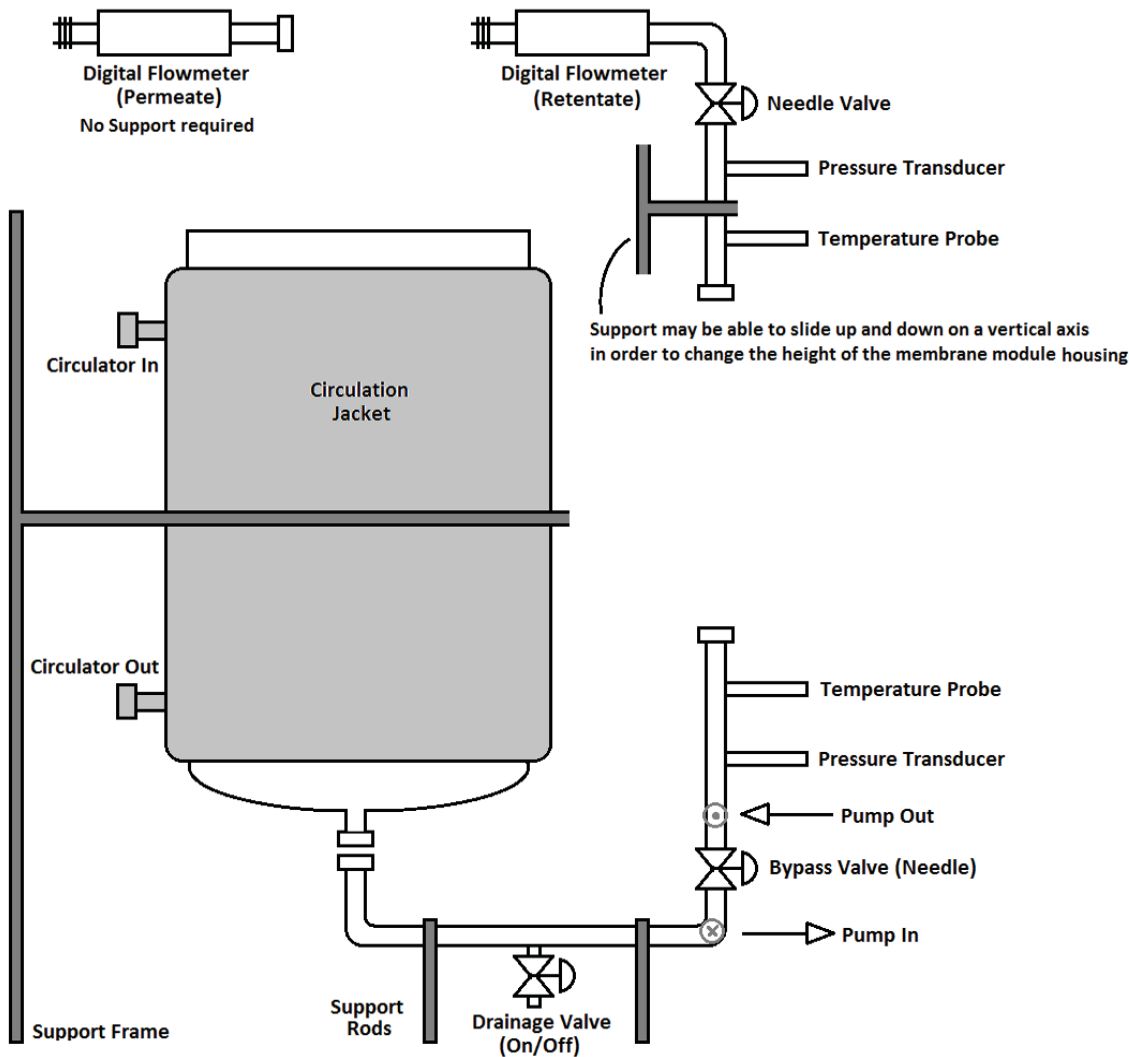 Digital Flowmeter
(Permeate)
No Support required
Digital Flowmeter
(Retentate)
Needle Valve
Pressure Transducer
Temperature Probe
Support may be able to slide up and down on a vertical axis
in order to change the height of the membrane module housing
Circulator In
Circulation
Jacket
Circulator Out
Temperature Probe
Pressure Transducer
Pump Out
Bypass Valve (Needle)
Pump In
Support
Rods
Drainage Valve
(On/Off)
Support Frame